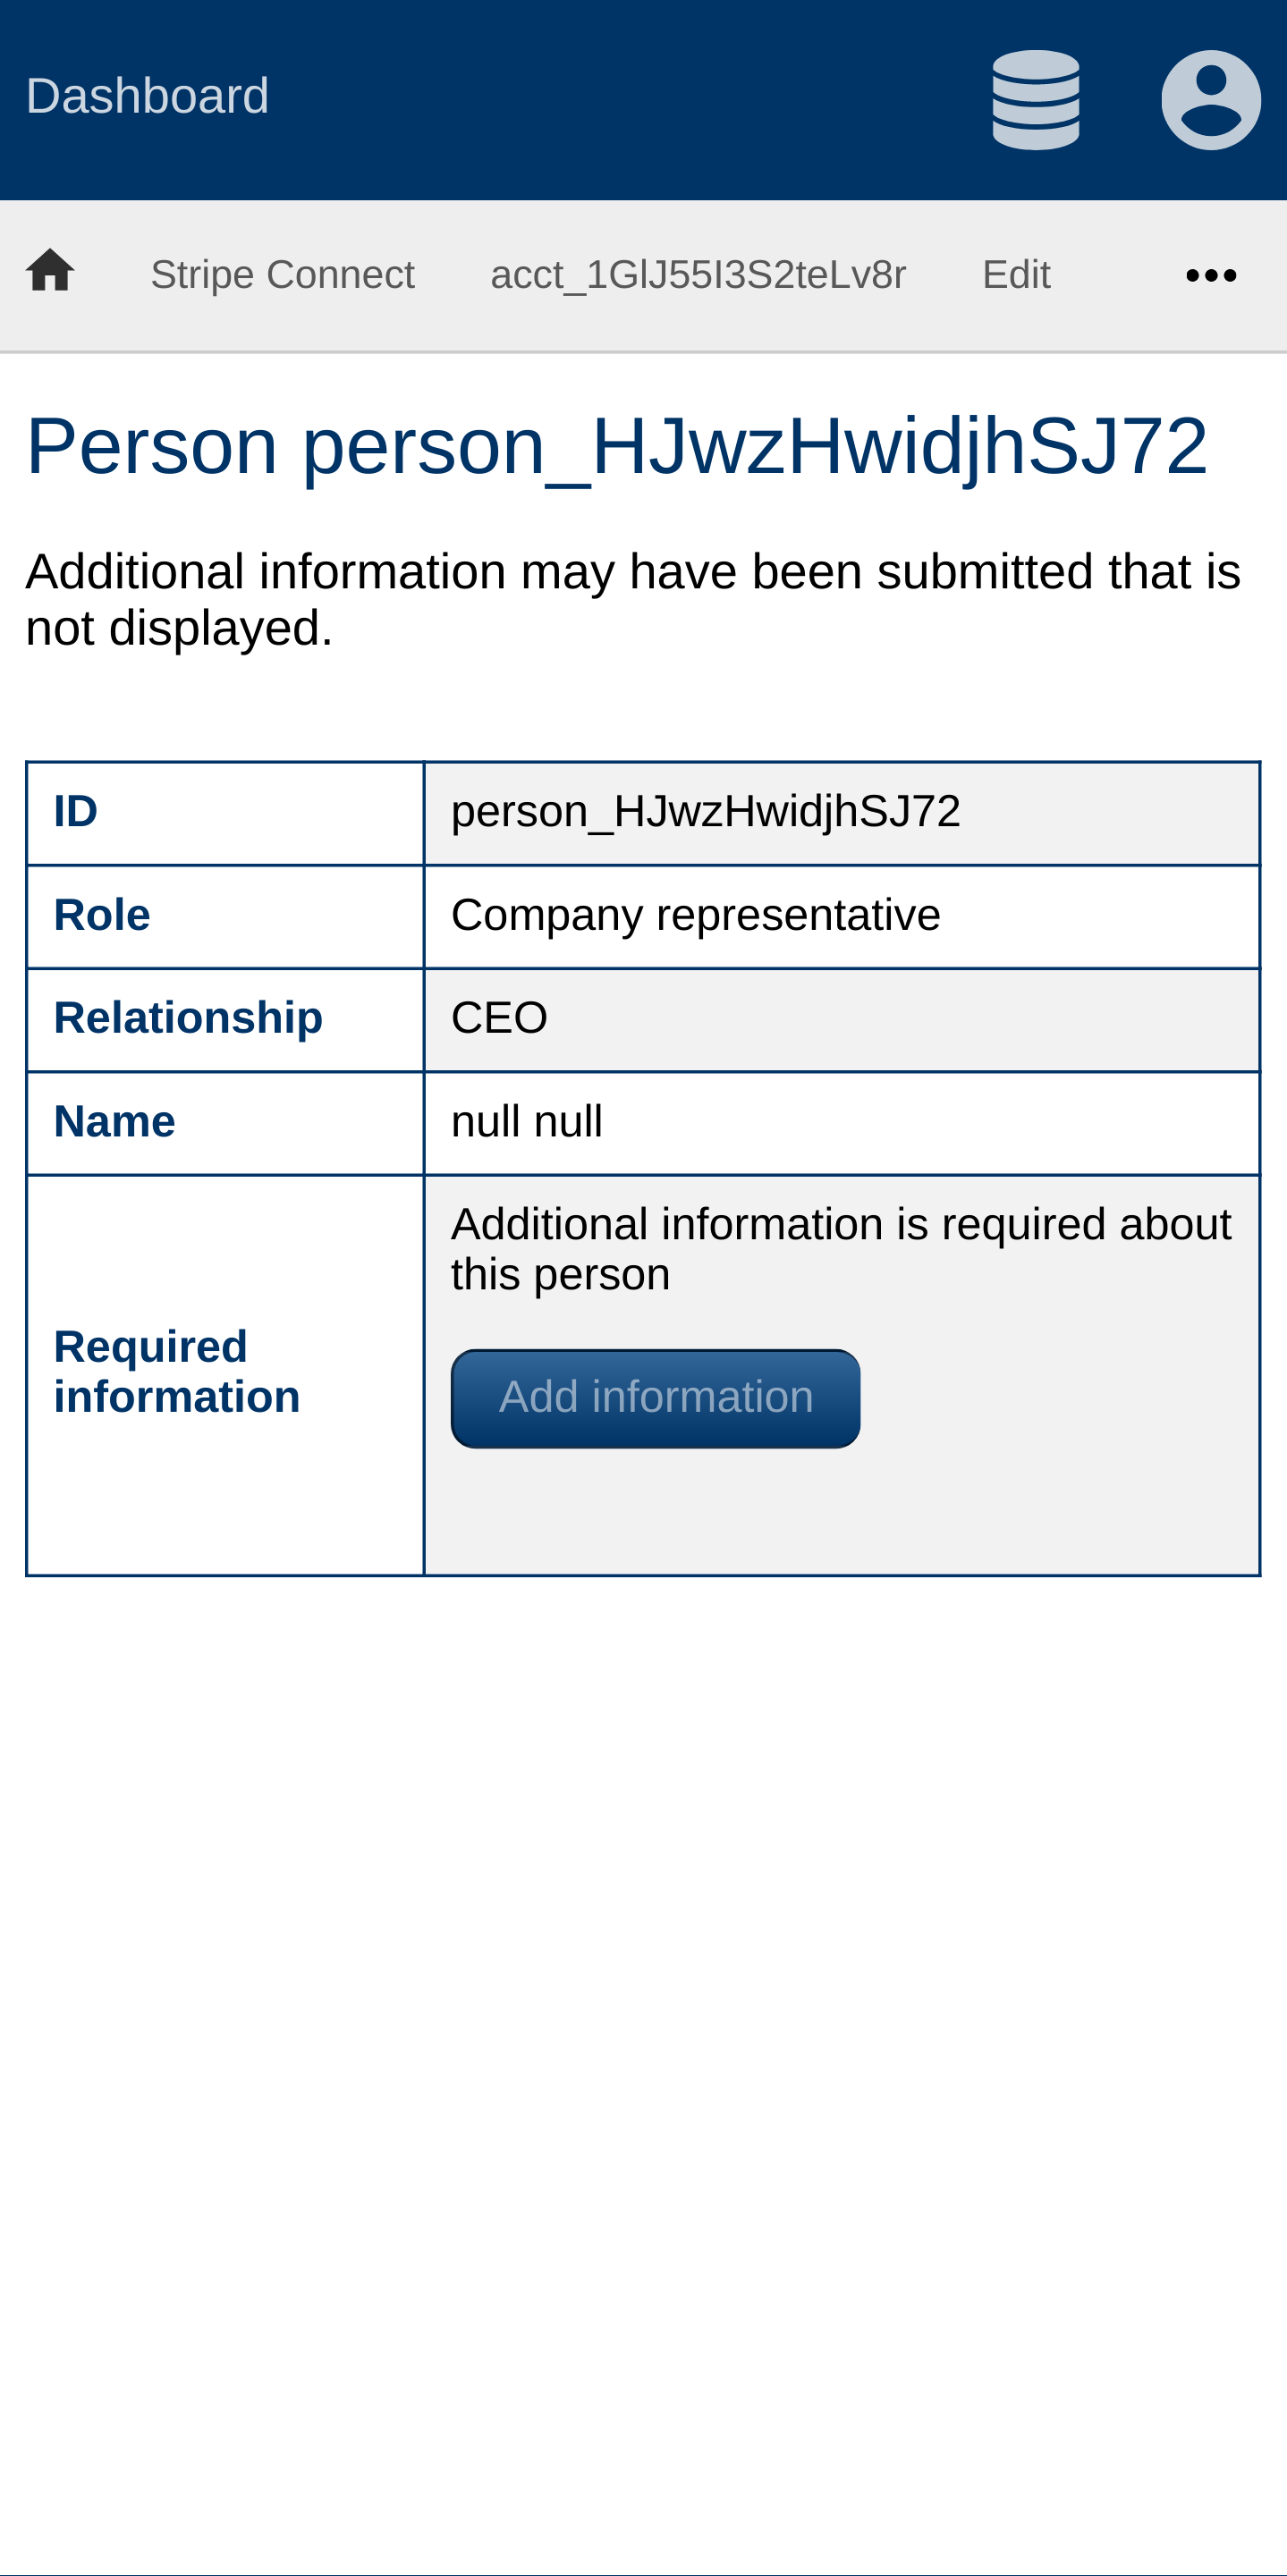 Dashboard
Stripe Connect acct_1GlJ55I3S2teLv8r Edit
Person person_HJwzHwidjhSJ72
Additional information may have been submitted that is
not displayed.
ID person_HJwzHwidjhSJ72
Role Company representative
Relationship CEO
Name null null
Required
information
Additional information is required about
this person
Add information